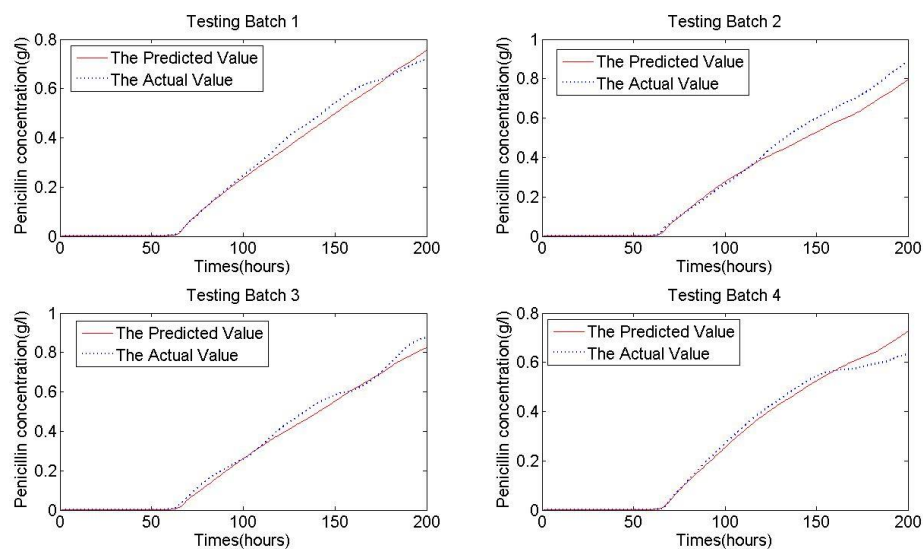 Testing Batch 1
Penicillin concentration(g/l)
0.8
0.6
0.4
0.2
0
The Predicted Value
The Actual Value
0 50 100 150 200
Times(hours)
Testing Batch 2
Penicillin concentration(g/l)
1
0.8
0.6
0.4
0.2
0
The Predicted Value
The Actual Value
0 50 100 150 200
Times(hours)
Testing Batch 3
Penicillin concentration(g/l)
1
0.8
0.6
0.4
0.2
0
The Predicted Value
The Actual Value
0 50 100 150 200
Times(hours)
Testing Batch 4
Penicillin concentration(g/l)
0.8
0.6
0.4
0.2
0
The Predicted Value
The Actual Value
0 50 100 150 200
Times(hours)